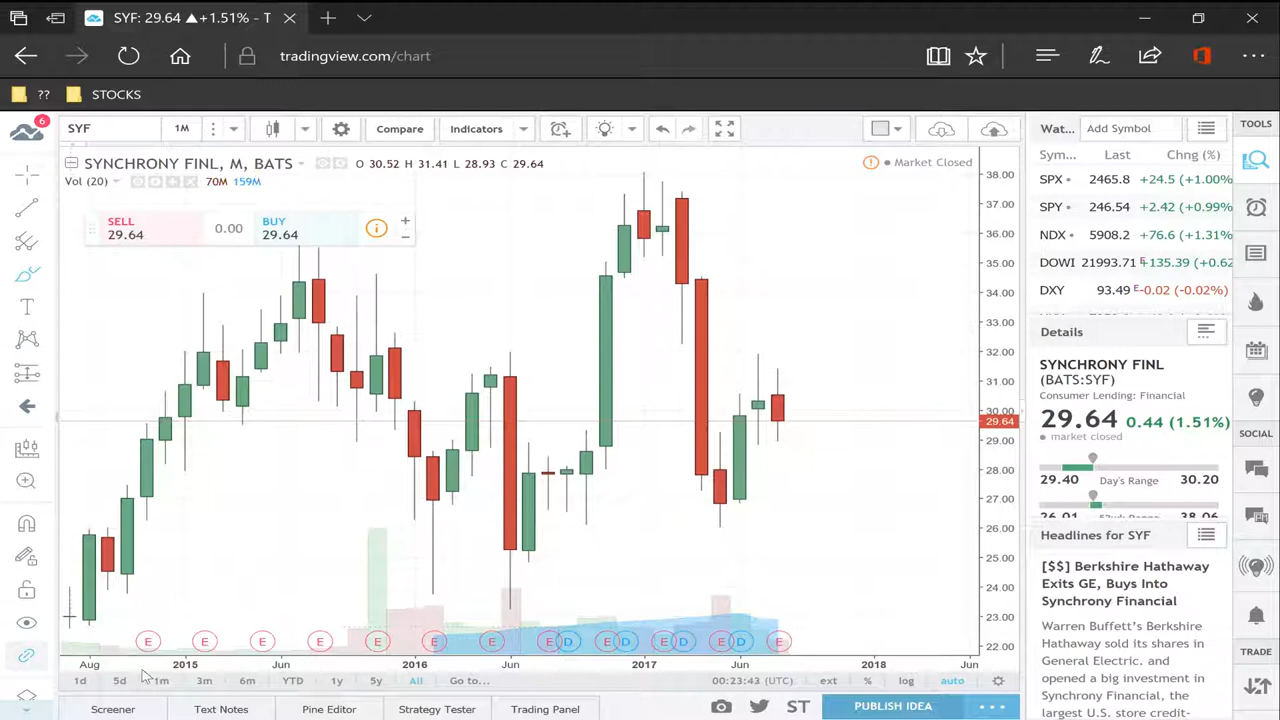 SYF: 29.64 ▲+1.51% - T
tradingview.com/chart
??
STOCKS
6
SYF
1M
Compare
Indicators
Wat...
Add Symbol
TOOLS
SYNCHRONY FINL, M, BATS
O 30.52 H 31.41 L 28.93 C 29.64
Market Closed
Vol (20)
70M
159M
SELL
29.64
0.00
BUY
29.64
Sym...
Last
Chng (%)
SPX
2465.8
+24.5 (+1.00%
SPY
246.54
+2.42 (+0.99%
NDX
5908.2
+76.6 (+1.31%
DOWI
21993.71
+135.39 (+0.62
DXY
93.49
-0.02 (-0.02%)
Details
SYNCHRONY FINL
(BATS:SYF)
Consumer Lending: Financial
29.64 0.44 (1.51%)
market closed
29.40
Day's Range
30.20
26.01
52wk Range
38.06
SOCIAL
Headlines for SYF
[$$] Berkshire Hathaway
Exits GE, Buys Into
Synchrony Financial
Warren Buffett's Berkshire
Hathaway sold its shares in
General Electric. and
opened a big investment in
Synchrony Financial, the
largest U.S. store credit-
TRADE
38.00
37.00
36.00
35.00
34.00
33.00
32.00
31.00
30.00
29.64
29.00
28.00
27.00
26.00
25.00
24.00
23.00
22.00
E E E E E E E E D E D E D E D E
Aug
2015
Jun
2016
Jun
2017
Jun
2018
Jun
1d
5d
1m
3m
6m
YTD
1y
5y
All
Go to...
00:23:43 (UTC)
ext
%
log
auto
Screener
Text Notes
Pine Editor
Strategy Tester
Trading Panel
ST
PUBLISH IDEA